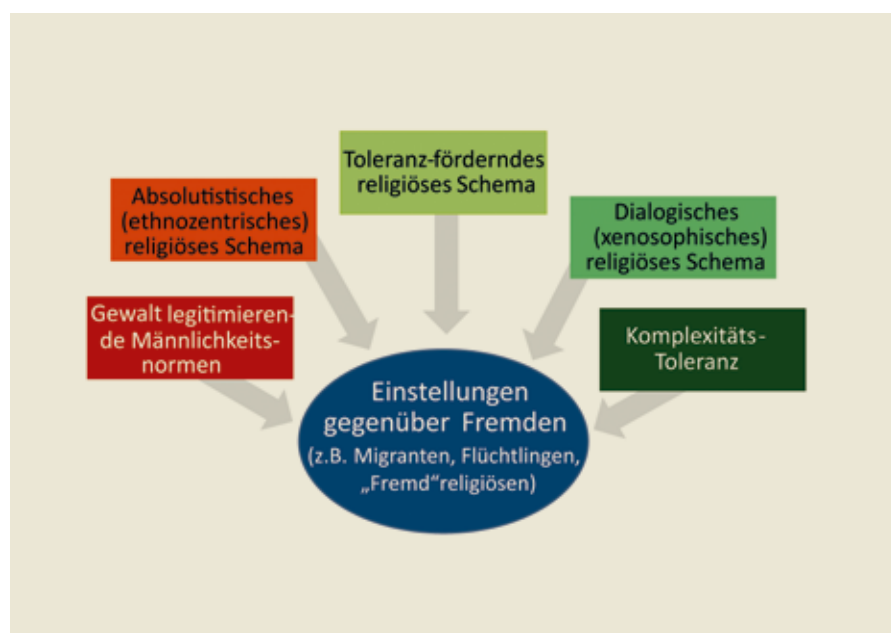 Toleranz-förderndes
religiöses Schema
Absolutistisches
(ethnozentrisches)
religiöses Schema
Dialogisches
(xenosophisches)
religiöses Schema
Gewalt legitimieren-
de Männlichkeits-
normen
Komplexitäts-
Toleranz
Einstellungen
gegenüber Fremden
(z.B. Migranten, Flüchtlingen,
„Fremd“religiösen)